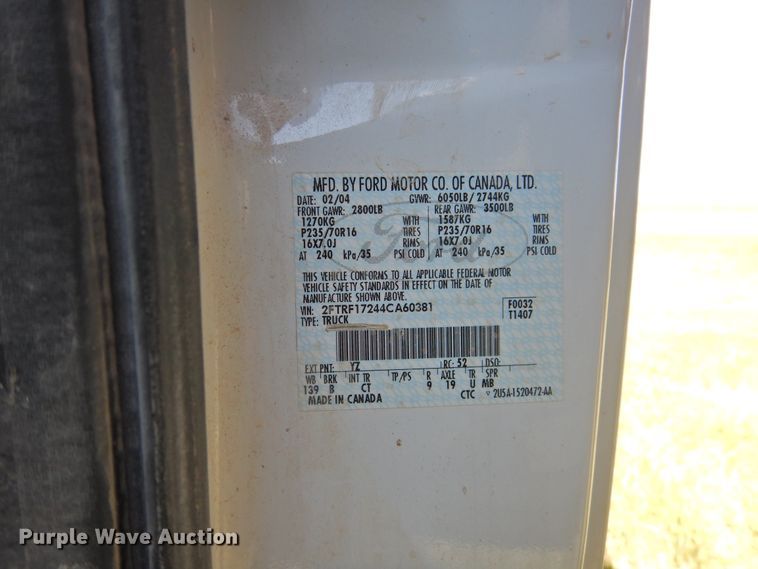 MFD. BY FORD MOTOR CO. OF CANADA, LTD.
DATE: 02/04 GVWR: 6050LB/ 2744KG
FRONT GAWR: 2800LB REAR GAWR: 3500LB
1270KG WITH 1587KG WITH
P235/70R16 TIRES P235/70R16 TIRES
16X7.0J RIMS 16X7.0J RIMS
AT 240 kPa/35 PSI COLD AT 240 kPa/35 PSI COLD
Ford
THIS VEHICLE CONFORMS TO ALL APPLICABLE FEDERAL MOTOR
VEHICLE SAFETY STANDARDS IN EFFECT ON THE DATE OF
MANUFACTURE SHOWN ABOVE.
VIN: 2FTRF17244CA60381 F0032
TYPE: TRUCK T1407
EXT PNT: YZ RC: 52 DSO:
WB BRK INT TR TP/PS R AXLE TR SPR
139 B CT 9 19 U MB
MADE IN CANADA CTC ▽ 2U5A-1520472-AA
Purple Wave Auction
purplewave.com